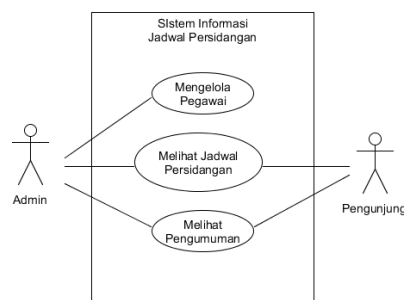 SIstem Informasi
Jadwal Persidangan
Mengelola
Pegawai
Melihat Jadwal
Persidangan
Admin
Pengunjung
Melihat
Pengumuman